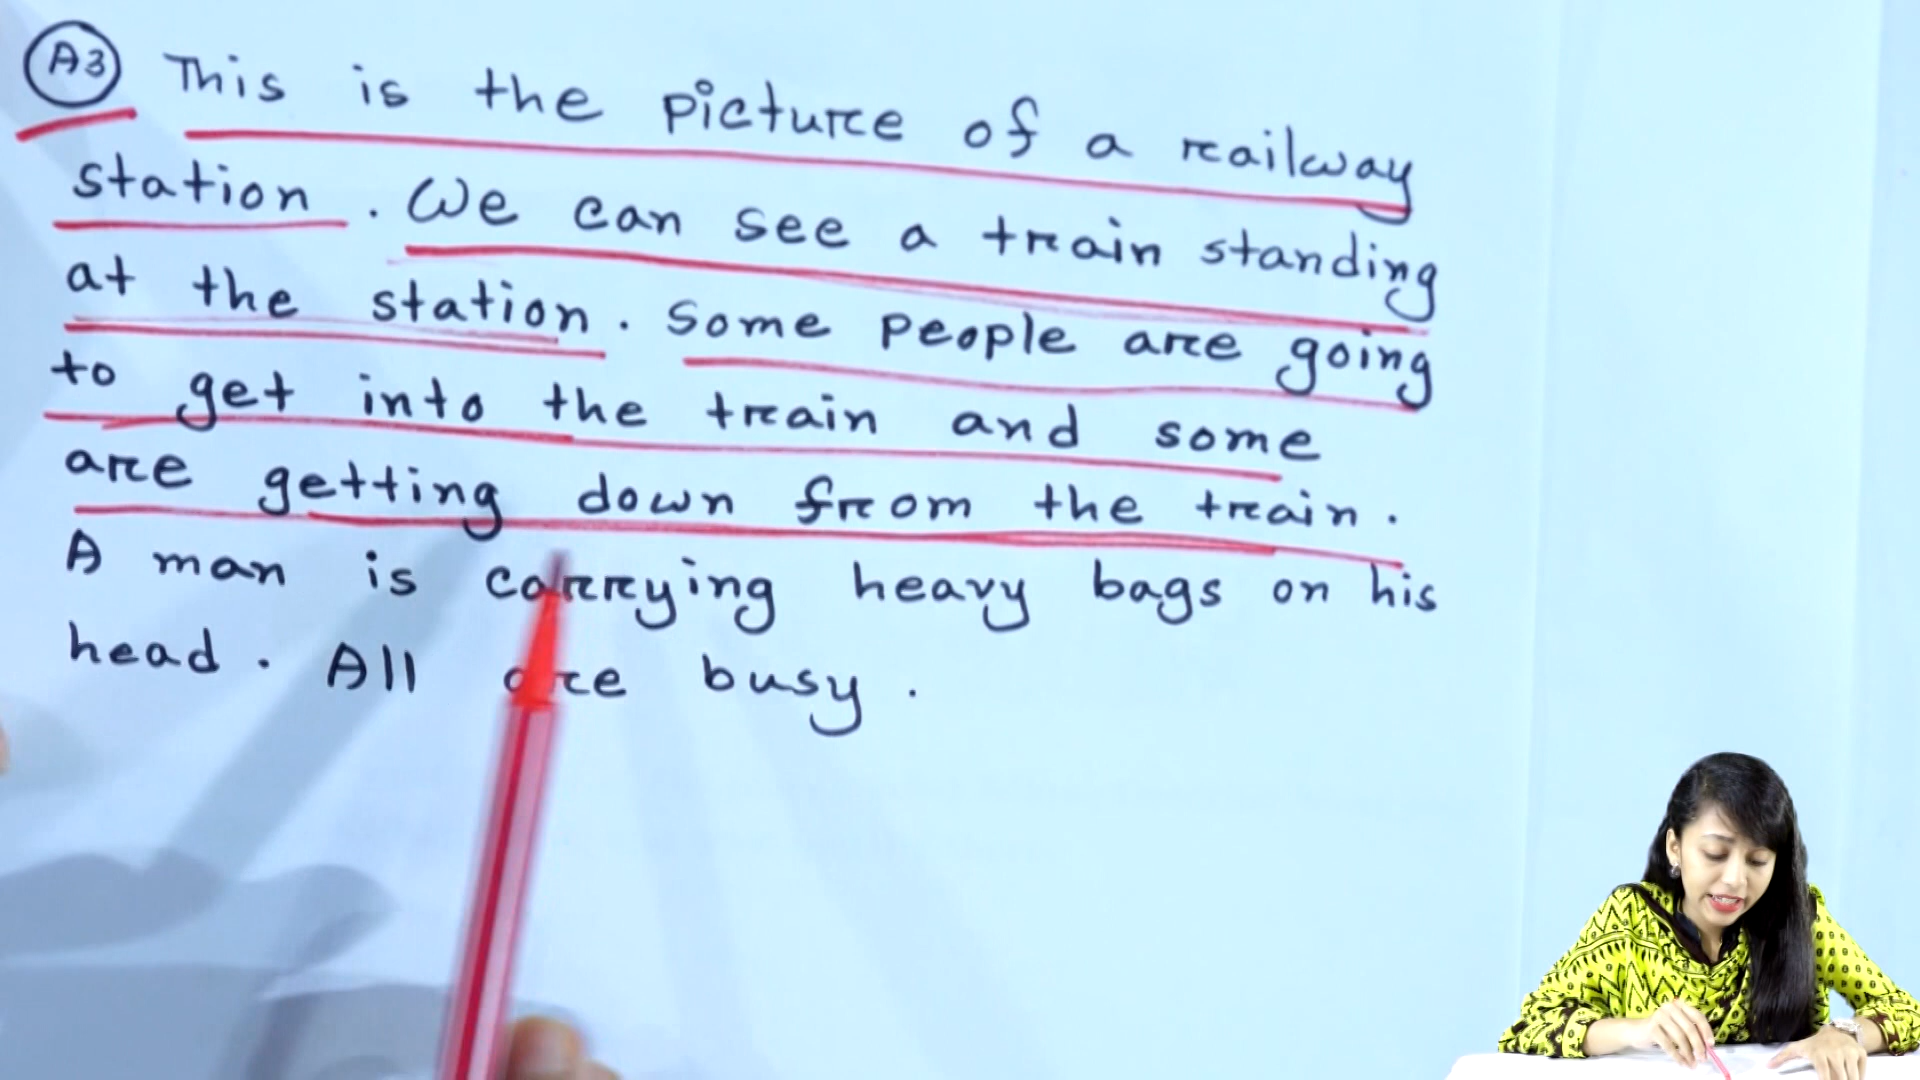 A3 This is the picture of a railway
station. We can see a train standing
at the station. Some people are going
to get into the train and some
are getting down from the train.
A man is carrying heavy bags on his
head. All are busy.